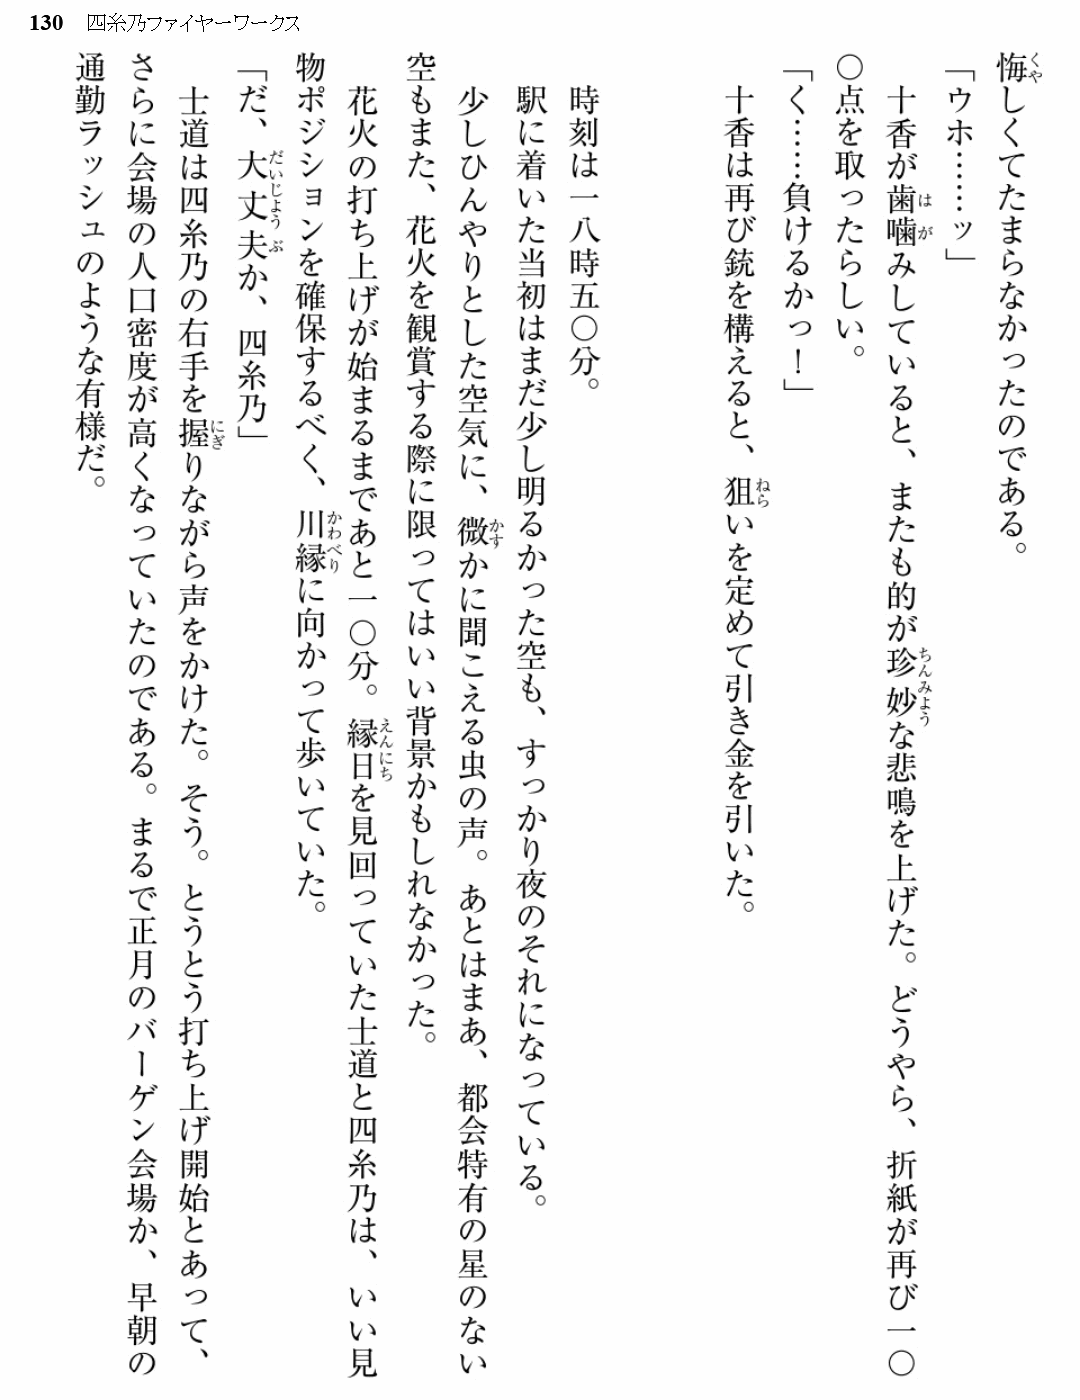 130 四糸乃ファイヤーワークス
悔しくてたまらなかったのである。
「ウホ……ッ」
十香が歯噛みしていると、またも的が珍妙な悲鳴を上げた。どうやら、折紙が再び一〇
〇点を取ったらしい。
「く……負けるかっ！」
十香は再び銃を構えると、狙いを定めて引き金を引いた。
時刻は一八時五〇分。
駅に着いた当初はまだ少し明るかった空も、すっかり夜のそれになっている。
少しひんやりとした空気に、微かに聞こえる虫の声。あとはまあ、都会特有の星のない
空もまた、花火を観賞する際に限ってはいい背景かもしれなかった。
花火の打ち上げが始まるまであと一〇分。縁日を見回っていた士道と四糸乃は、いい見
物ポジションを確保するべく、川縁に向かって歩いていた。
「だ、大丈夫か、四糸乃」
士道は四糸乃の右手を握りながら声をかけた。そう。とうとう打ち上げ開始とあって、
さらに会場の人口密度が高くなっていたのである。まるで正月のバーゲン会場か、早朝の
通勤ラッシュのような有様だ。